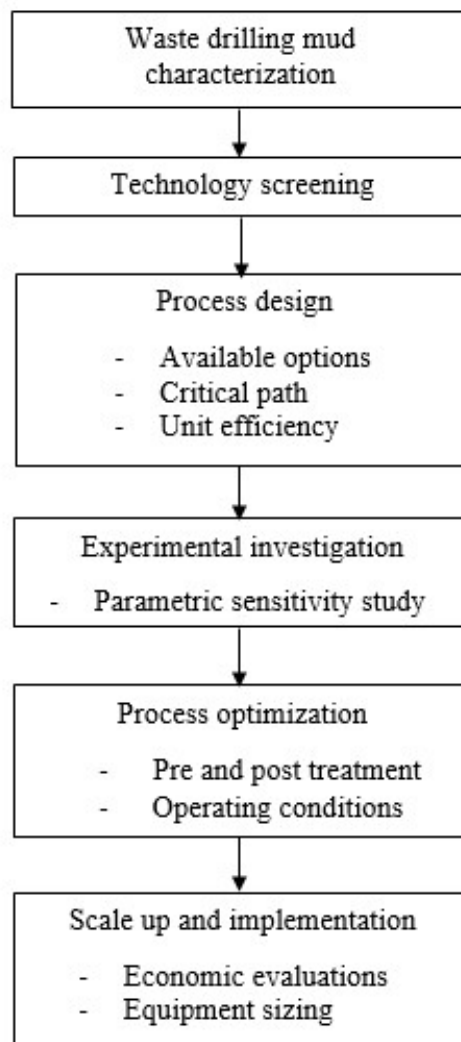 Waste drilling mud
characterization
Technology screening
Process design
- Available options
- Critical path
- Unit efficiency
Experimental investigation
- Parametric sensitivity study
Process optimization
- Pre and post treatment
- Operating conditions
Scale up and implementation
- Economic evaluations
- Equipment sizing